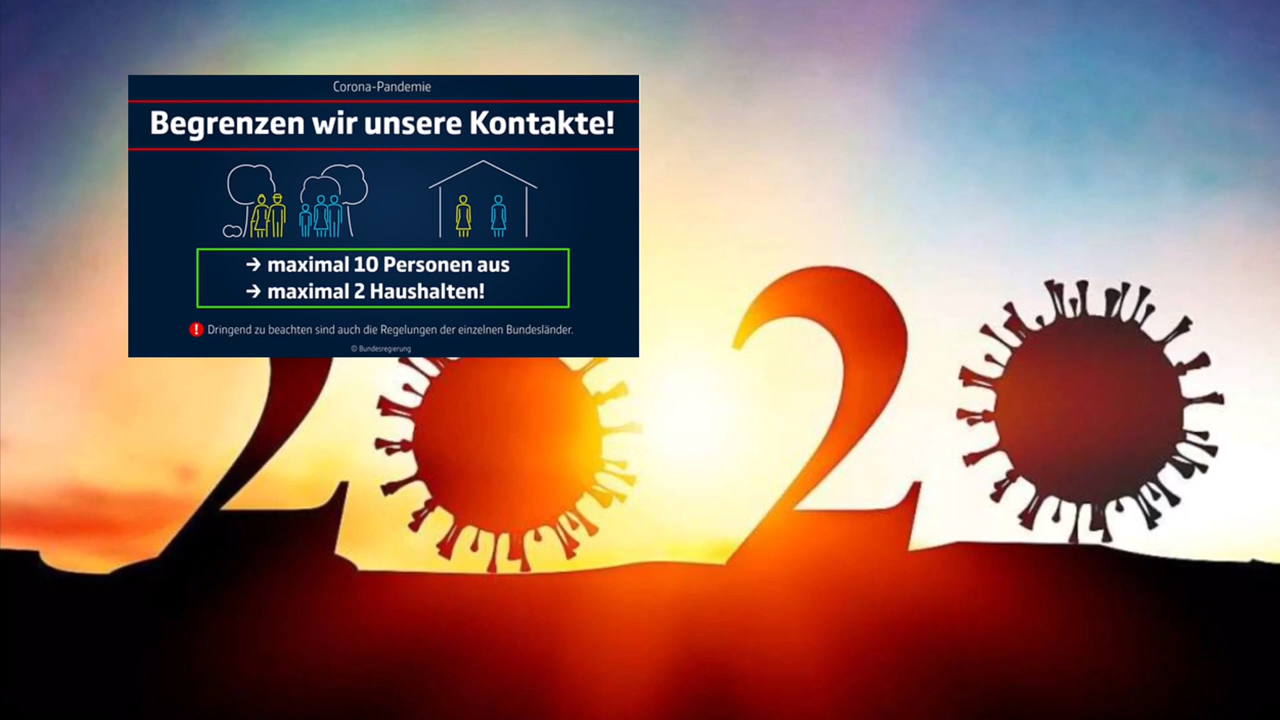 Corona-Pandemie
Begrenzen wir unsere Kontakte!
→ maximal 10 Personen aus
→ maximal 2 Haushalten!
! Dringend zu beachten sind auch die Regelungen der einzelnen Bundesländer.
© Bundesregierung
2020